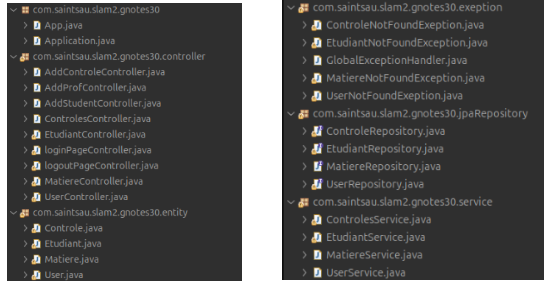 com.saintsau.slam2.gnotes30
App.java
Application.java
com.saintsau.slam2.gnotes30.controller
AddControleController.java
AddProfController.java
AddStudentController.java
ControlesController.java
EtudiantController.java
loginPageController.java
logoutPageController.java
MatiereController.java
UserController.java
com.saintsau.slam2.gnotes30.entity
Controle.java
Etudiant.java
Matiere.java
User.java
com.saintsau.slam2.gnotes30.exeption
ControleNotFoundExeption.java
EtudiantNotFoundException.java
GlobalExceptionHandler.java
MatiereNotFoundException.java
UserNotFoundExeption.java
com.saintsau.slam2.gnotes30.jpaRepository
ControleRepository.java
EtudiantRepository.java
MatiereRepository.java
UserRepository.java
com.saintsau.slam2.gnotes30.service
ControlesService.java
EtudiantService.java
MatiereService.java
UserService.java